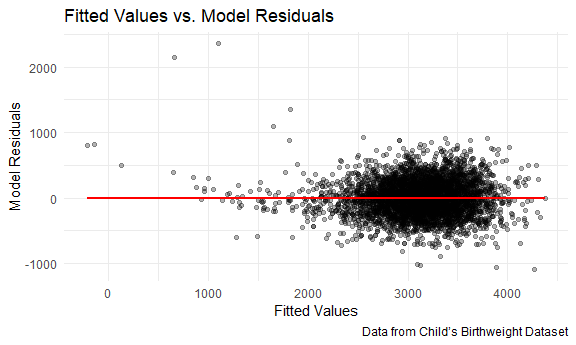 Fitted Values vs. Model Residuals
2000
1000
0
-1000
Model Residuals
0
1000
2000
3000
4000
Fitted Values
Data from Child's Birthweight Dataset